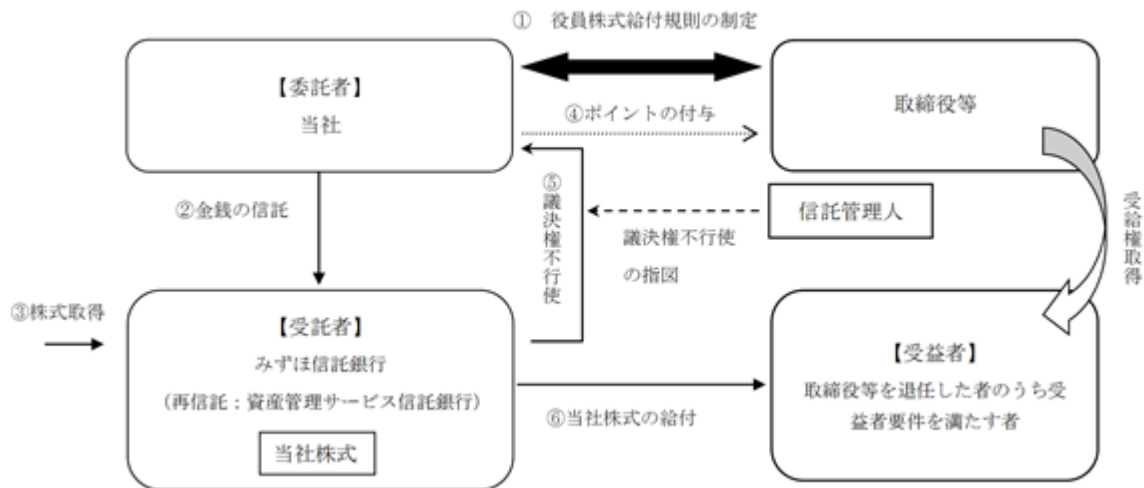 ① 役員株式給付規則の制定
【委託者】
当社
取締役等
④ポイントの付与
②金銭の信託
⑤議決権不行使
信託管理人
議決権不行使
の指図
受給権取得
③株式取得
【受託者】
みずほ信託銀行
(再信託:資産管理サービス信託銀行)
当社株式
⑥当社株式の給付
【受益者】
取締役等を退任した者のうち受
益者要件を満たす者